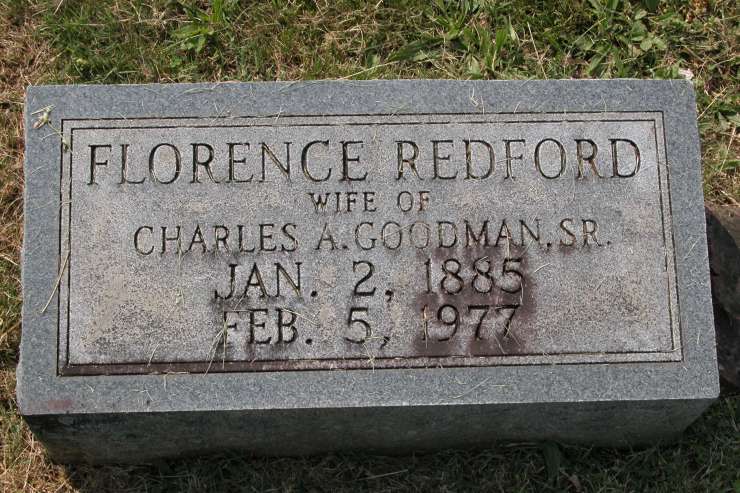 FLORENCE REDFORD
WIFE OF
CHARLES A. GOODMAN, SR.
JAN. 2, 1885
FEB. 5, 1977